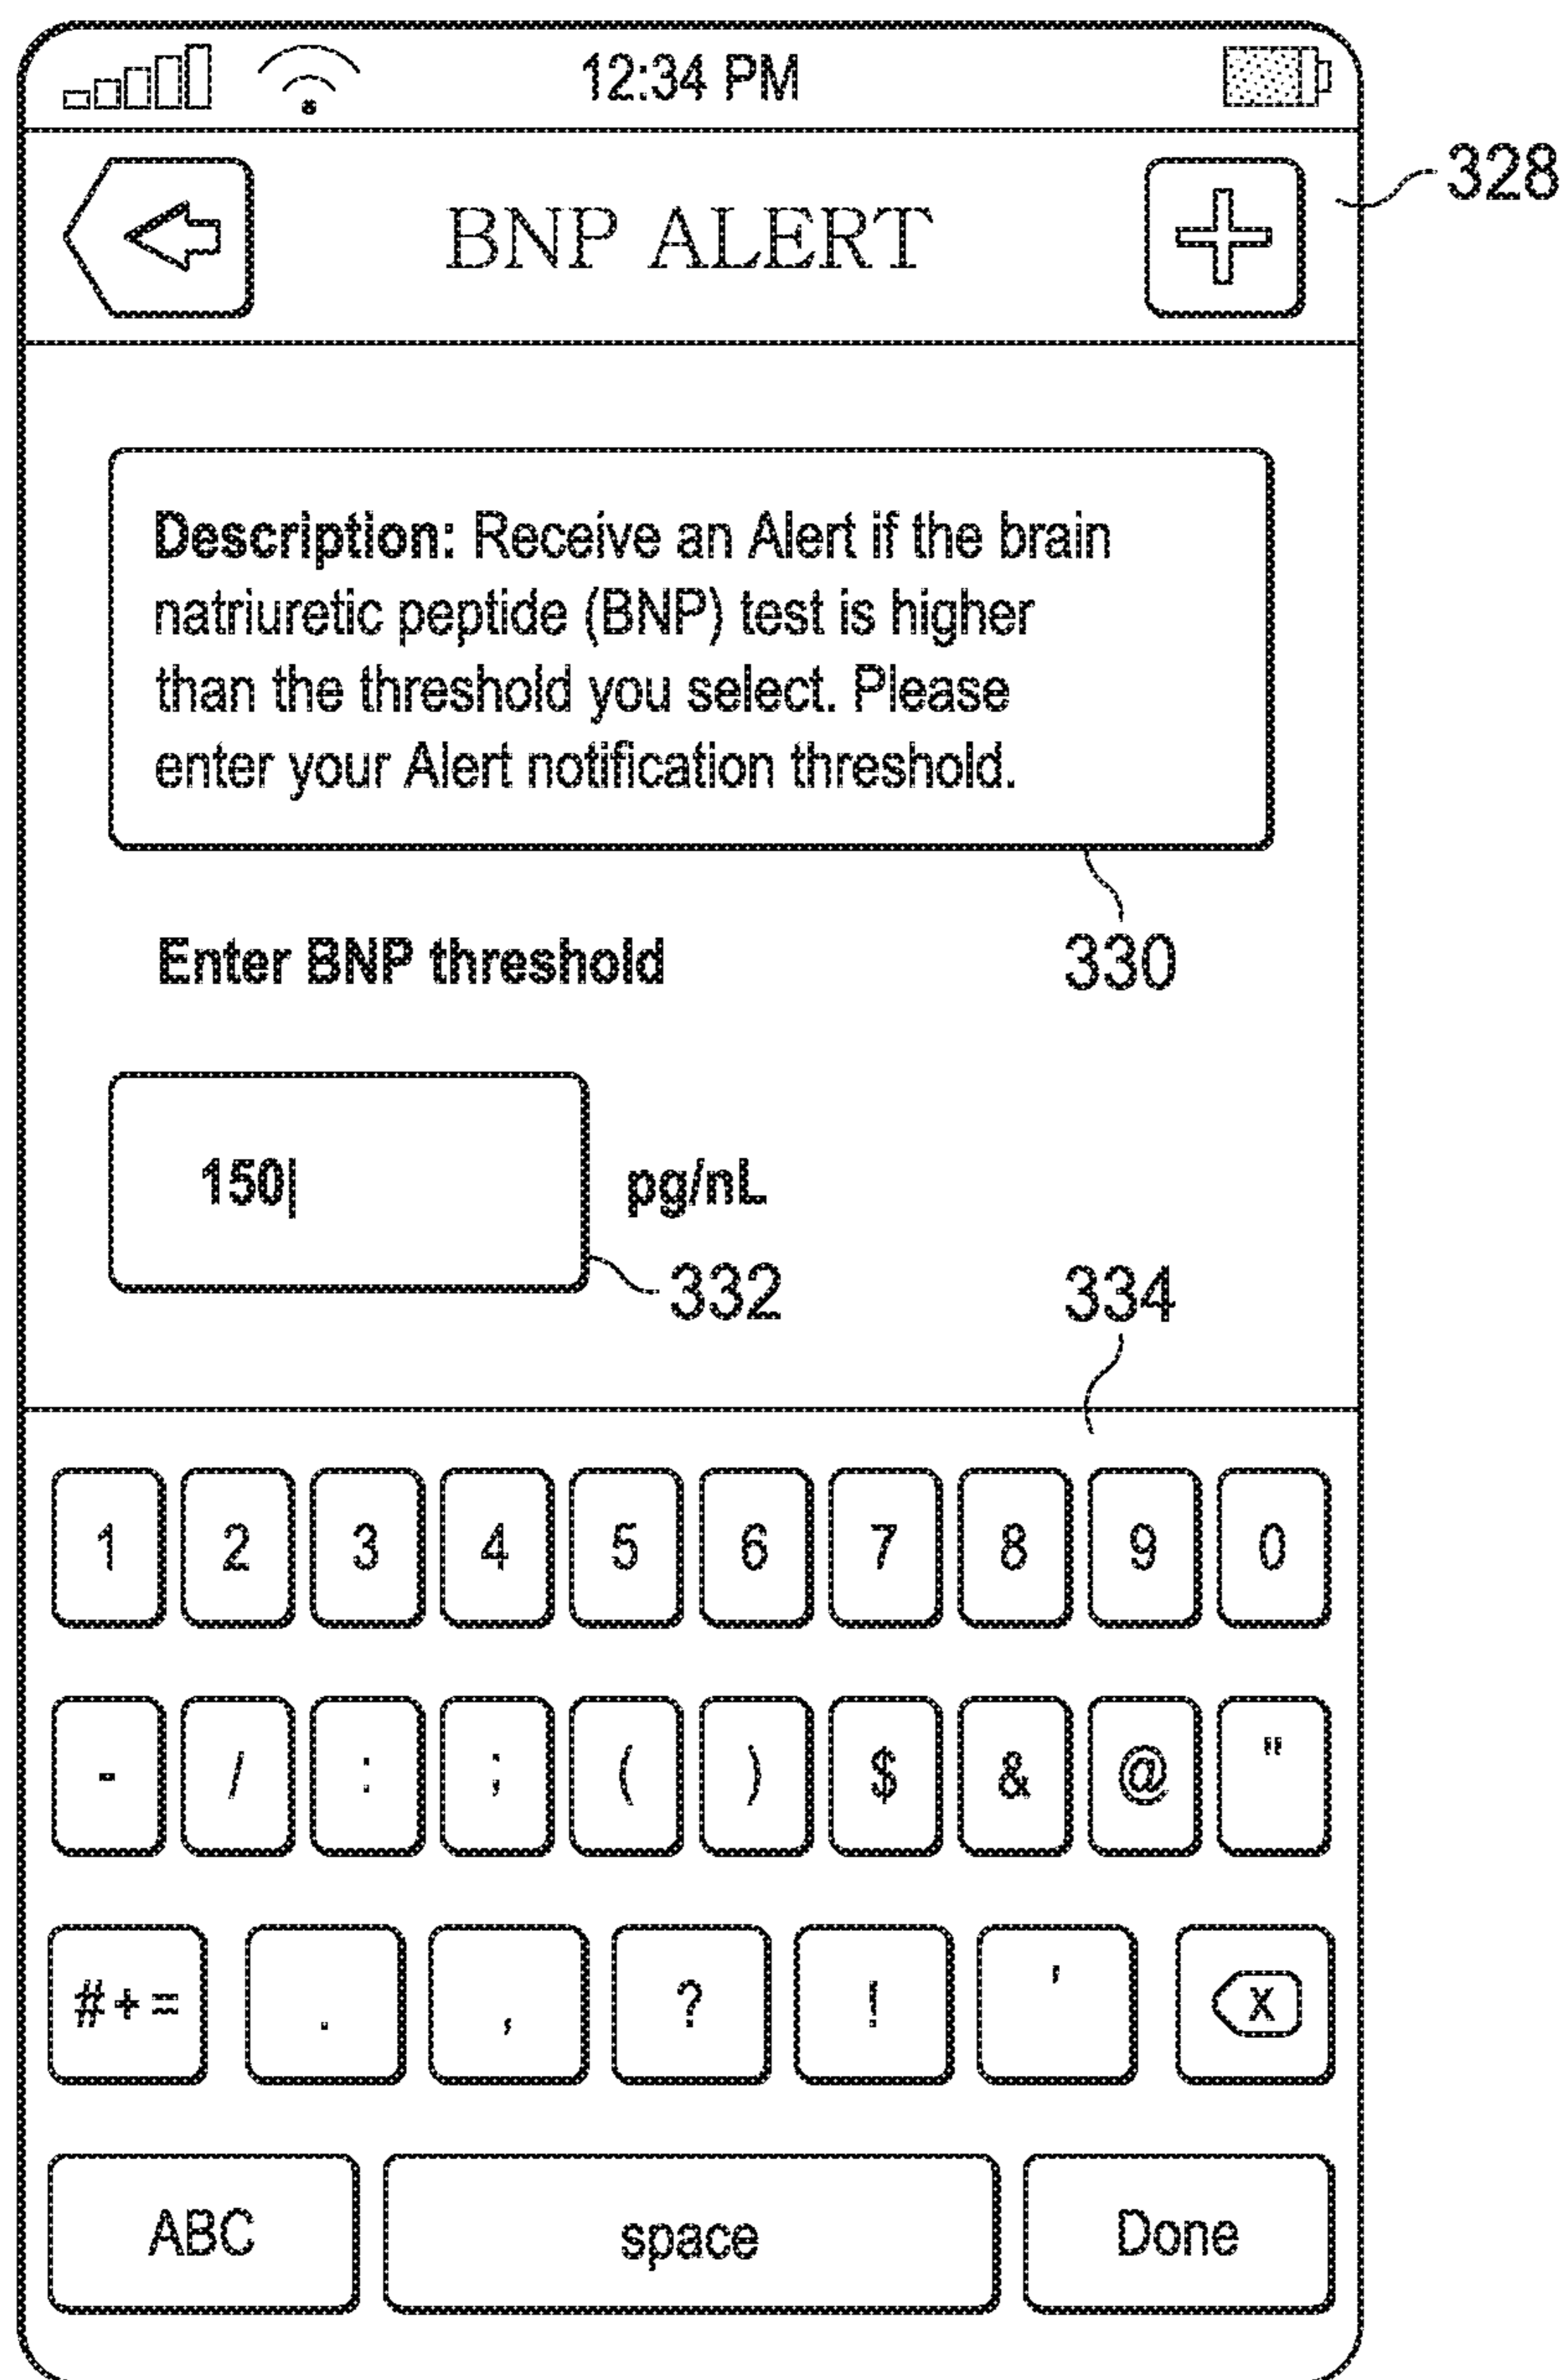 12:34 PM
328
BNP ALERT
Description: Receive an Alert if the brain
natriuretic peptide (BNP) test is higher
than the threshold you select. Please
enter your Alert notification threshold.
330
Enter BNP threshold
150| pg/nL
332
334
1 2 3 4 5 6 7 8 9 0
- / : ; ( ) $ & @ "
#+= . , ? ! ' X
ABC space Done